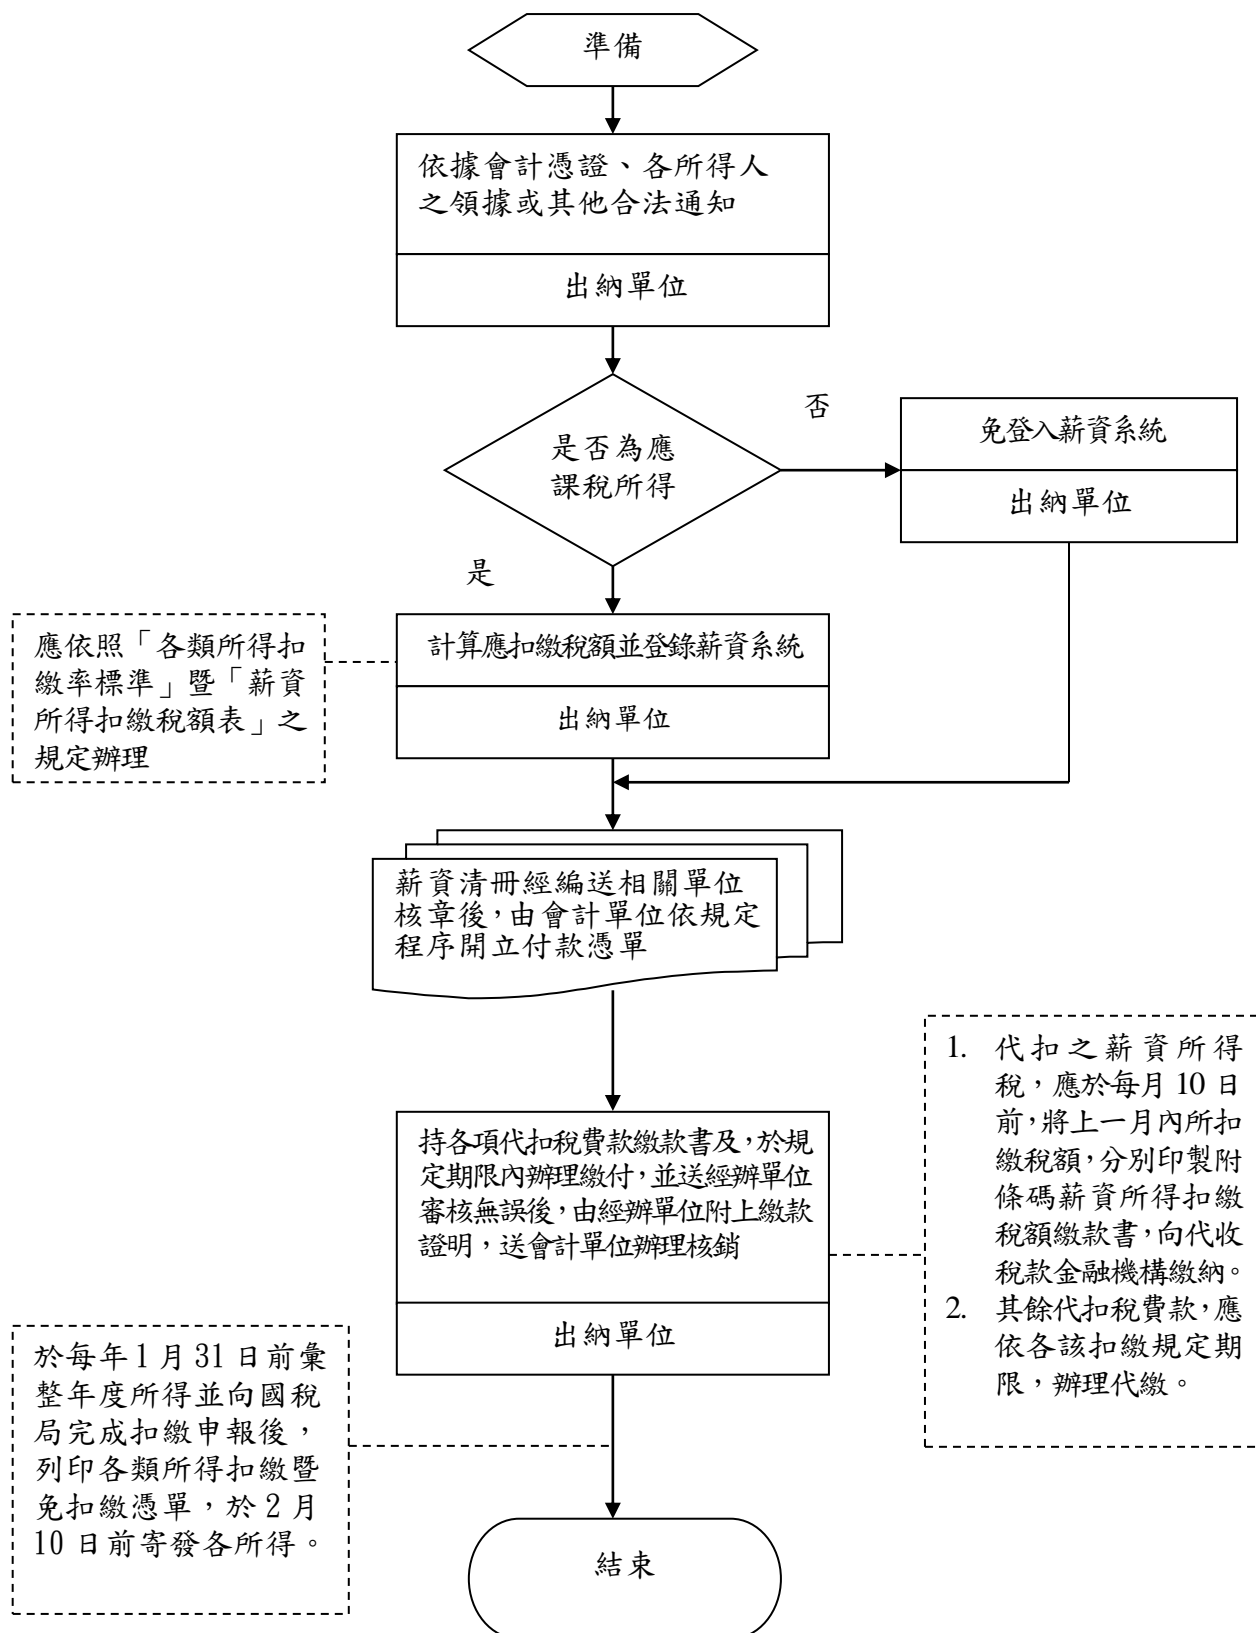 準備
依據會計憑證、各所得人
之領據或其他合法通知
出納單位
是否為應
課稅所得
否
免登入薪資系統
出納單位
是
應依照「各類所得扣
繳率標準」暨「薪資
所得扣繳稅額表」之
規定辦理
計算應扣繳稅額並登錄薪資系統
出納單位
薪資清冊經編送相關單位
核章後，由會計單位依規定
程序開立付款憑單
持各項代扣稅費款繳款書及，於規
定期限內辦理繳付，並送經辦單位
審核無誤後，由經辦單位附上繳款
證明，送會計單位辦理核銷
出納單位
1. 代扣之薪資所得
稅，應於每月 10 日
前，將上一月內所扣
繳稅額，分別印製附
條碼薪資所得扣繳
稅額繳款書，向代收
稅款金融機構繳納。
2. 其餘代扣稅費款，應
依各該扣繳規定期
限，辦理代繳。
於每年 1 月 31 日前彙
整年度所得並向國稅
局完成扣繳申報後，
列印各類所得扣繳暨
免扣繳憑單，於 2 月
10 日前寄發各所得。
結束